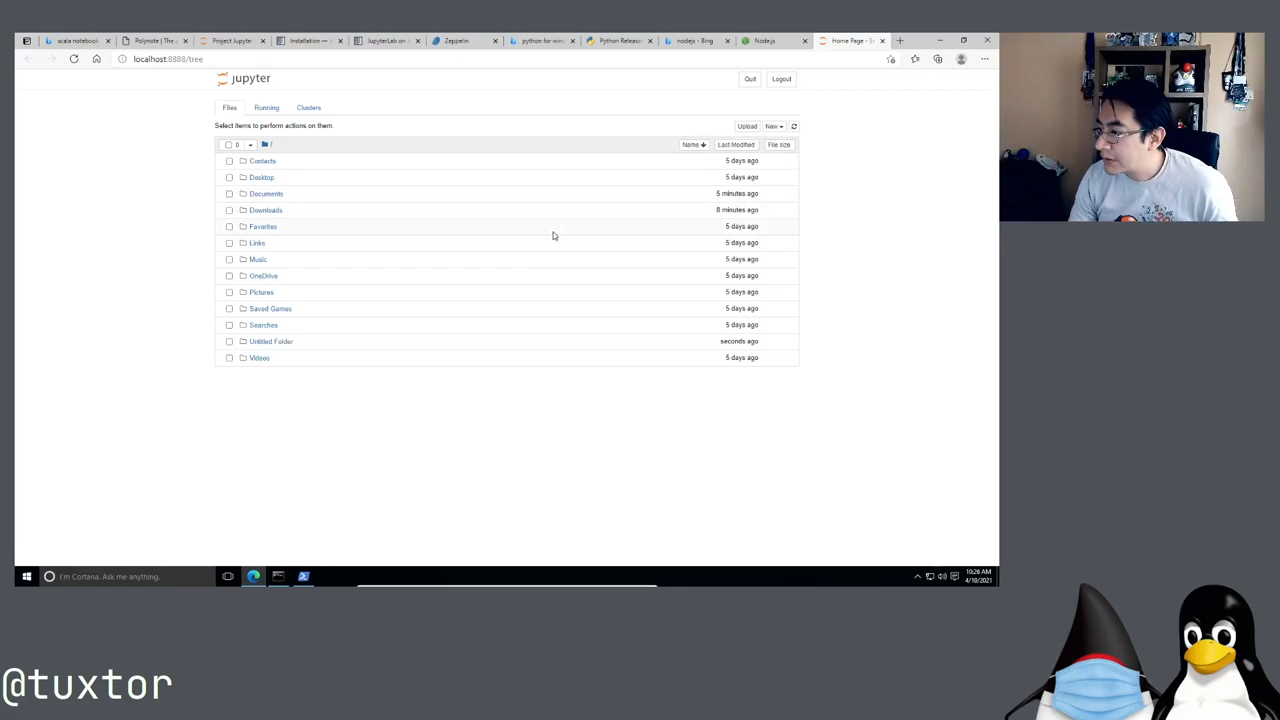 scala notebook
Polynote | The
Project Jupyter
Installation —
JupyterLab on
Zeppelin
python for win
Python Release
nodejs - Bing
Node.js
Home Page - S
localhost:8888/tree
jupyter
Quit
Logout
Files
Running
Clusters
Select items to perform actions on them.
Upload
New
0
/
Name
Last Modified
File size
Contacts
5 days ago
Desktop
5 days ago
Documents
5 minutes ago
Downloads
8 minutes ago
Favorites
5 days ago
Links
5 days ago
Music
5 days ago
OneDrive
5 days ago
Pictures
5 days ago
Saved Games
5 days ago
Searches
5 days ago
Untitled Folder
seconds ago
Videos
5 days ago
I'm Cortana. Ask me anything.
10:26 AM
4/10/2021
@tuxtor